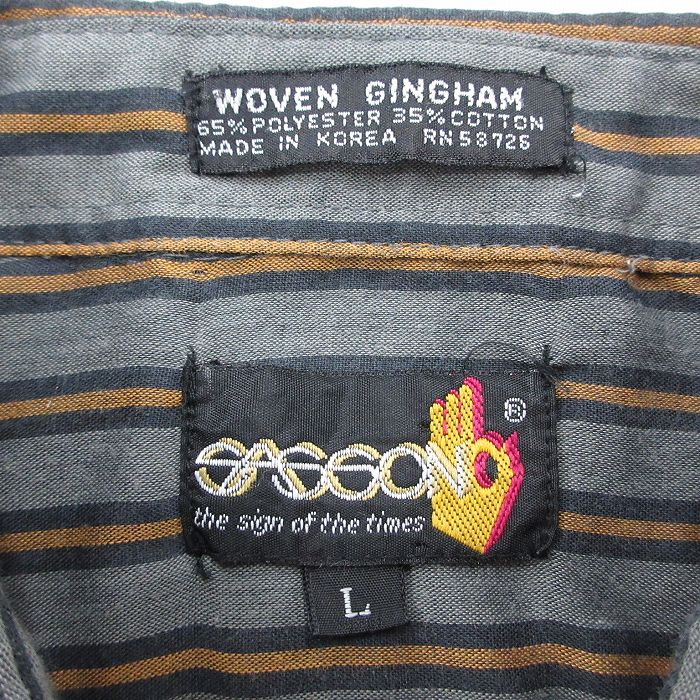 WOVEN GINGHAM
65% POLYESTER 35% COTTON
MADE IN KOREA RN 58726
®
SASSON
the sign of the times
L